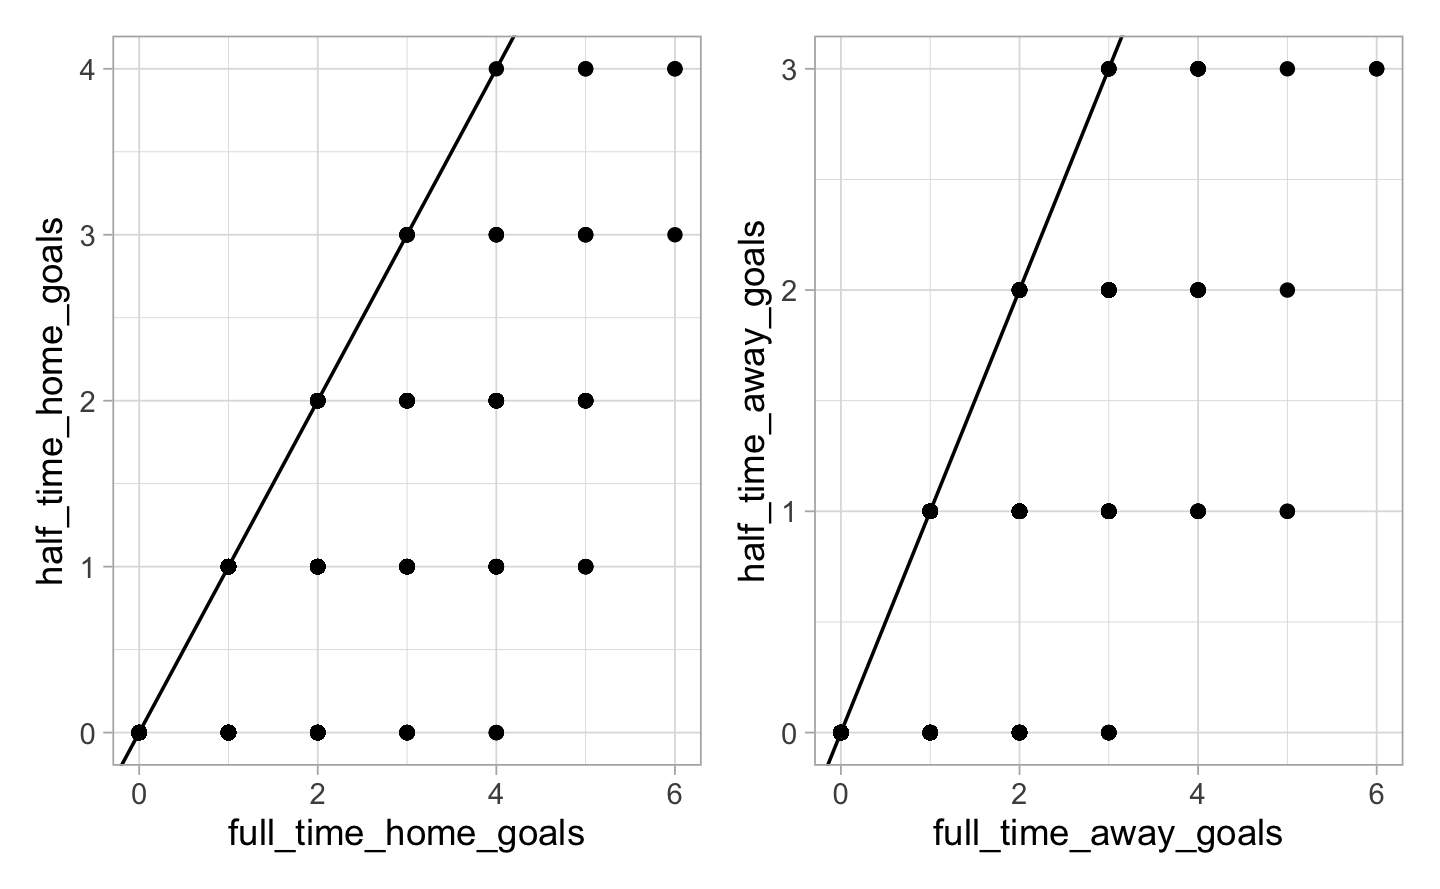 half_time_home_goals
4
3
2
1
0
0 2 4 6
full_time_home_goals
half_time_away_goals
3
2
1
0
0 2 4 6
full_time_away_goals